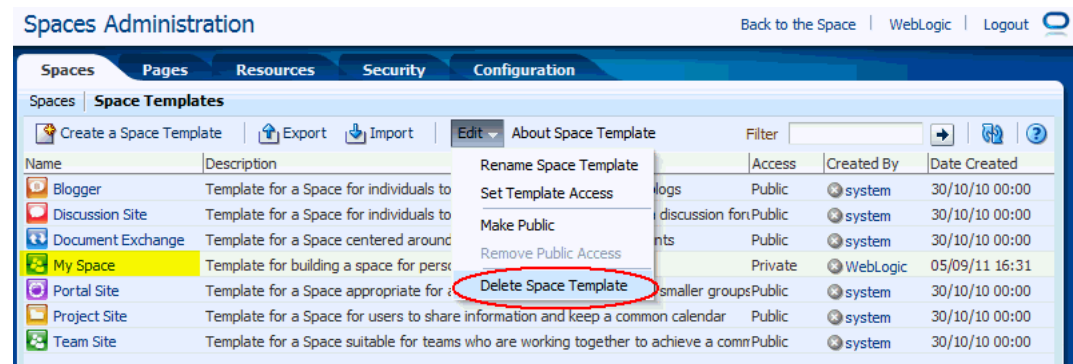 Spaces Administration Back to the Space | WebLogic | Logout
Spaces Pages Resources Security Configuration
Spaces | Space Templates
Create a Space Template Export Import Edit About Space Template Filter
Name Description Access Created By Date Created
Rename Space Template
Blogger Template for a Space for individuals to logs Public system 30/10/10 00:00
Set Template Access
Discussion Site Template for a Space for individuals to discussion foru Public system 30/10/10 00:00
Make Public
Document Exchange Template for a Space centered around nts Public system 30/10/10 00:00
Remove Public Access
My Space Template for building a space for perso Private WebLogic 05/09/11 16:31
Delete Space Template
Portal Site Template for a Space appropriate for a smaller groups Public system 30/10/10 00:00
Project Site Template for a Space for users to share information and keep a common calendar Public system 30/10/10 00:00
Team Site Template for a Space suitable for teams who are working together to achieve a comm Public system 30/10/10 00:00